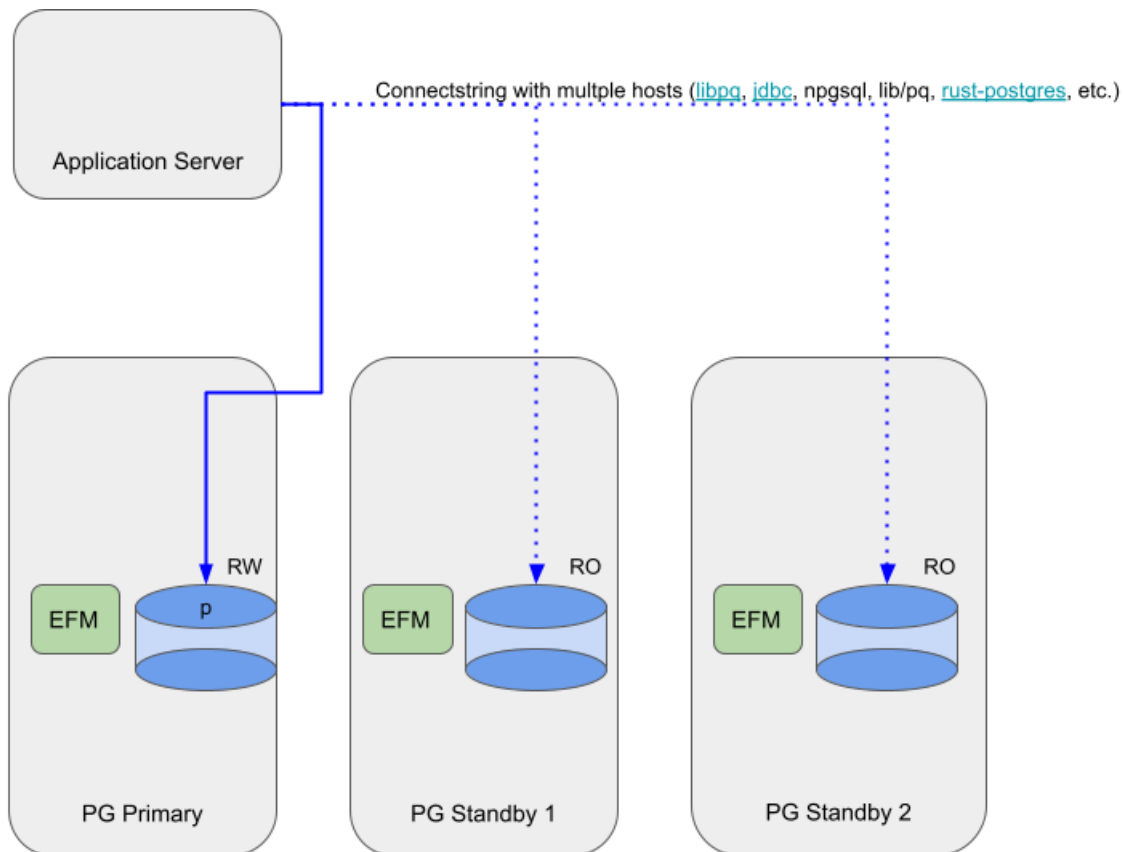 Connectstring with multple hosts (libpq, jdbc, npgsql, lib/pq, rust-postgres, etc.)
Application Server
RW
RO
RO
EFM
p
EFM
EFM
PG Primary
PG Standby 1
PG Standby 2